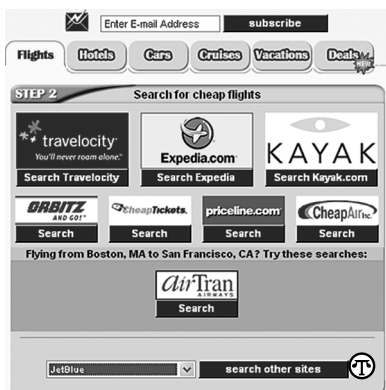 Enter E-mail Address subscribe
Flights Hotels Cars Cruises Vacations Deals NEW
STEP 2 Search for cheap flights
travelocity
You'll never roam alone.™
Search Travelocity
Expedia.com
Search Expedia
KAYAK
Search Kayak.com
ORBITZ
AND GO!
Search
CheapTickets.
Search
priceline.com
Search
CheapAir Inc.
Search
Flying from Boston, MA to San Francisco, CA? Try these searches:
airTran
AIRWAYS
Search
JetBlue search other sites